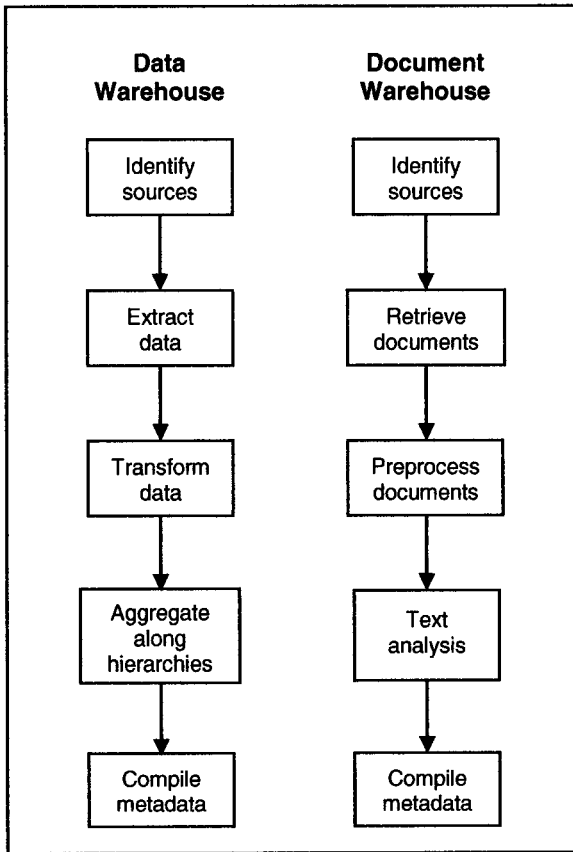 Data
Warehouse
Identify
sources
Extract
data
Transform
data
Aggregate
along
hierarchies
Compile
metadata
Document
Warehouse
Identify
sources
Retrieve
documents
Preprocess
documents
Text
analysis
Compile
metadata